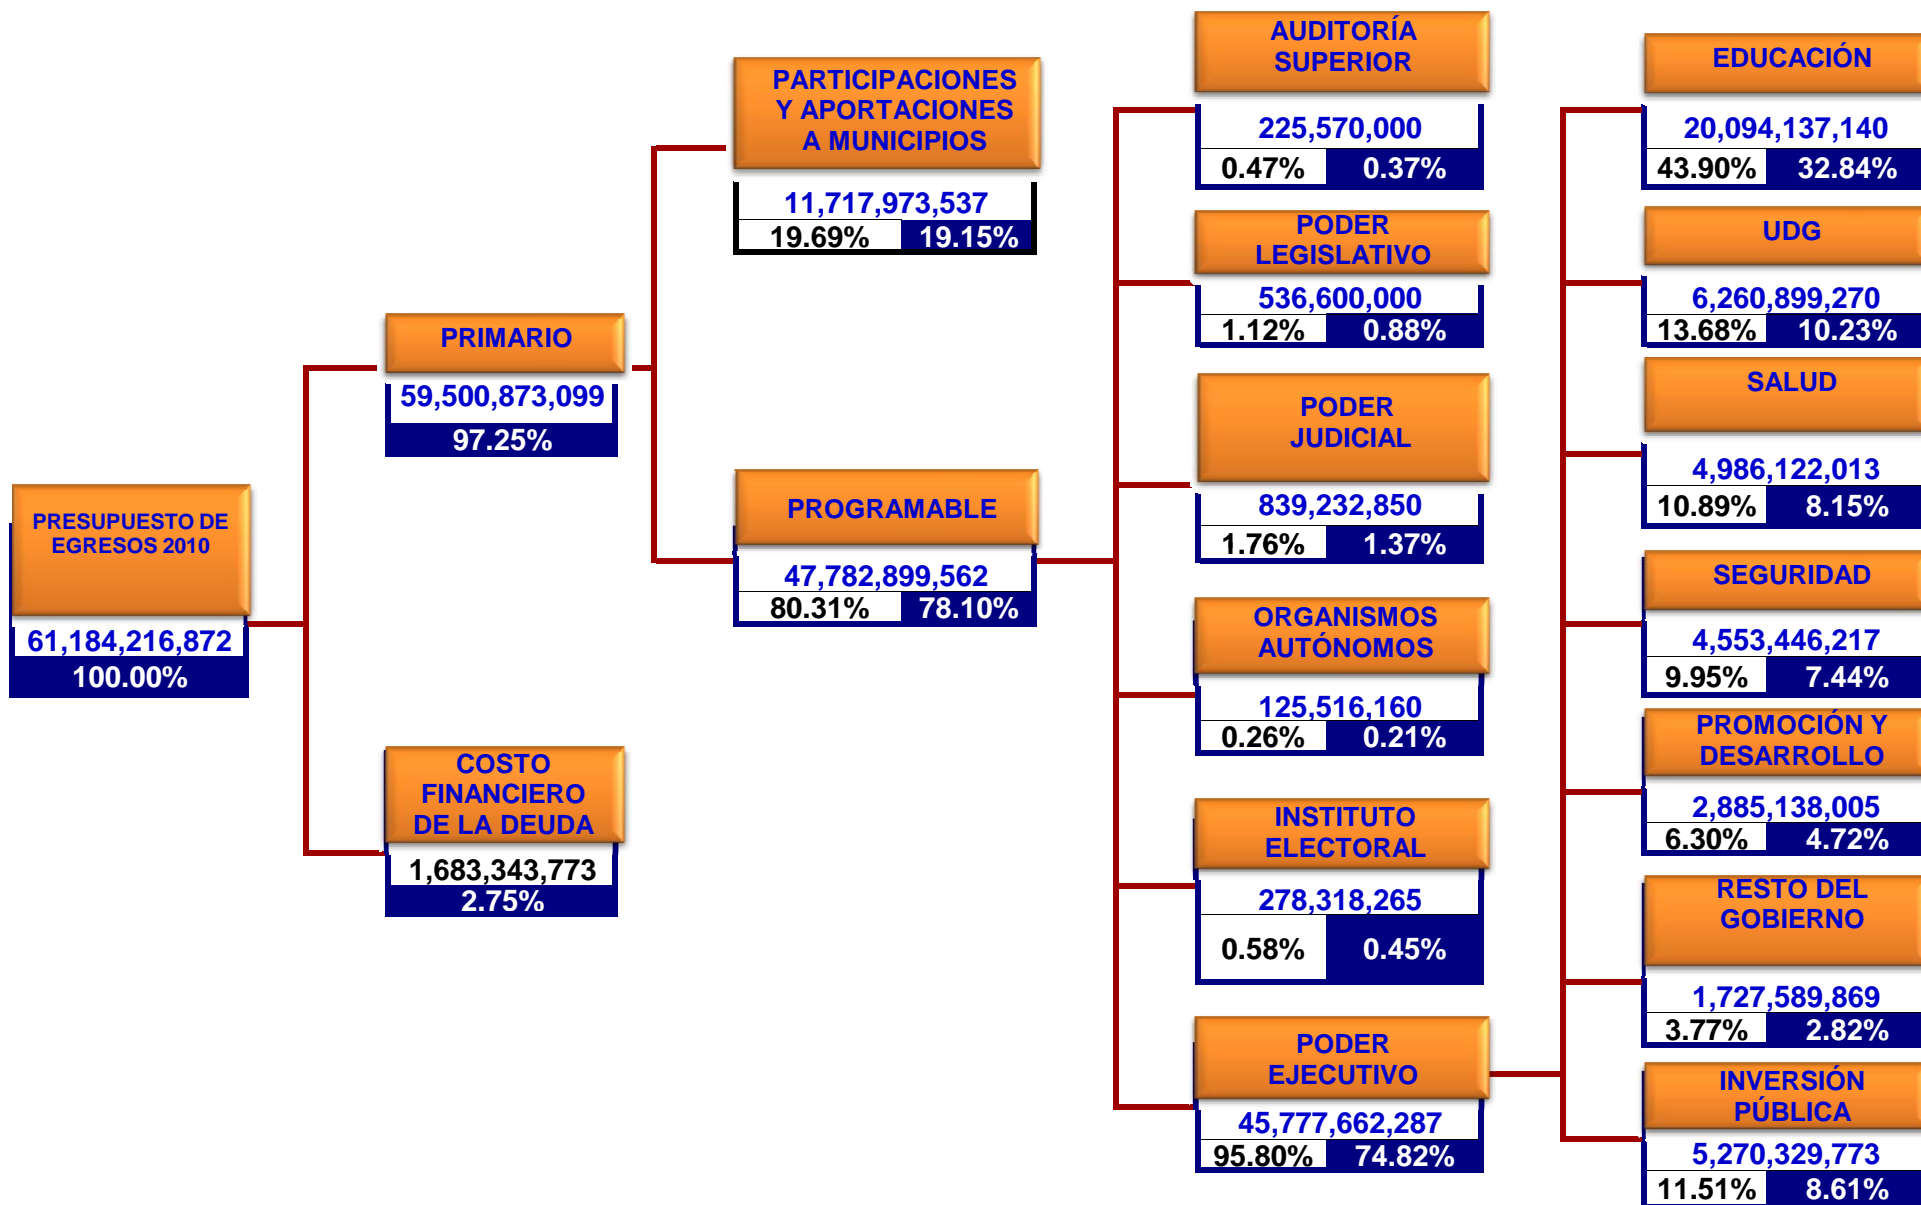 PRESUPUESTO DE
EGRESOS 2010
61,184,216,872
100.00%
PRIMARIO
59,500,873,099
97.25%
COSTO
FINANCIERO
DE LA DEUDA
1,683,343,773
2.75%
PARTICIPACIONES
Y APORTACIONES
A MUNICIPIOS
11,717,973,537
19.69% 19.15%
PROGRAMABLE
47,782,899,562
80.31% 78.10%
AUDITORÍA
SUPERIOR
225,570,000
0.47% 0.37%
PODER
LEGISLATIVO
536,600,000
1.12% 0.88%
PODER
JUDICIAL
839,232,850
1.76% 1.37%
ORGANISMOS
AUTÓNOMOS
125,516,160
0.26% 0.21%
INSTITUTO
ELECTORAL
278,318,265
0.58% 0.45%
PODER
EJECUTIVO
45,777,662,287
95.80% 74.82%
EDUCACIÓN
20,094,137,140
43.90% 32.84%
UDG
6,260,899,270
13.68% 10.23%
SALUD
4,986,122,013
10.89% 8.15%
SEGURIDAD
4,553,446,217
9.95% 7.44%
PROMOCIÓN Y
DESARROLLO
2,885,138,005
6.30% 4.72%
RESTO DEL
GOBIERNO
1,727,589,869
3.77% 2.82%
INVERSIÓN
PÚBLICA
5,270,329,773
11.51% 8.61%